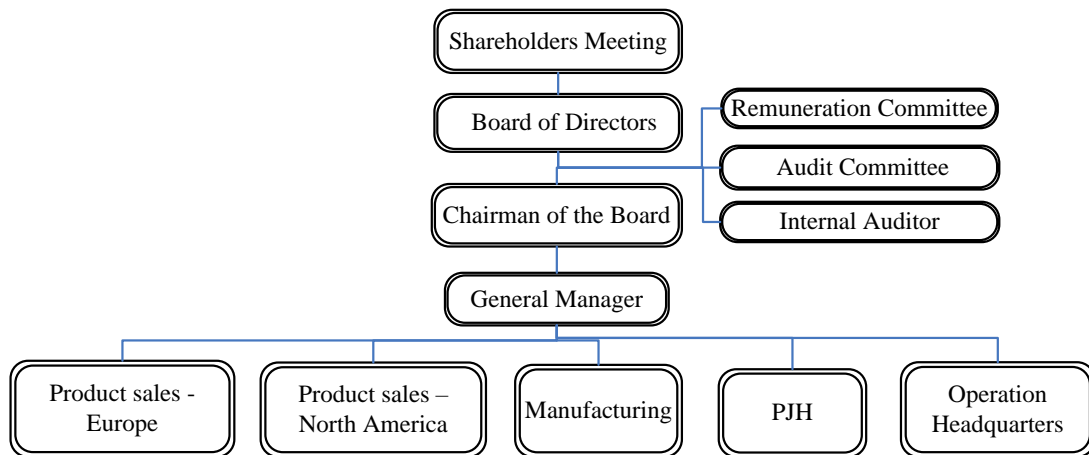 Shareholders Meeting
Board of Directors
Remuneration Committee
Audit Committee
Chairman of the Board
Internal Auditor
General Manager
Product sales -
Europe
Product sales –
North America
Manufacturing
PJH
Operation
Headquarters